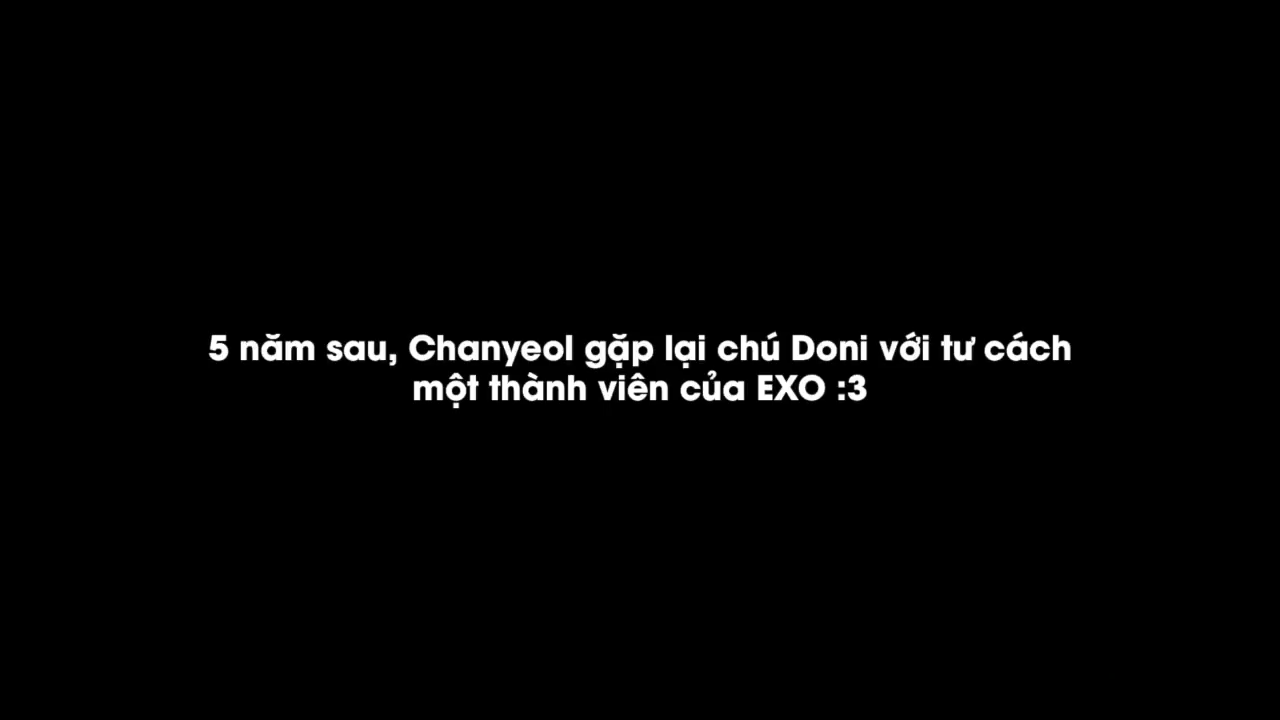 5 năm sau, Chanyeol gặp lại chú Doni với tư cách
một thành viên của EXO :3